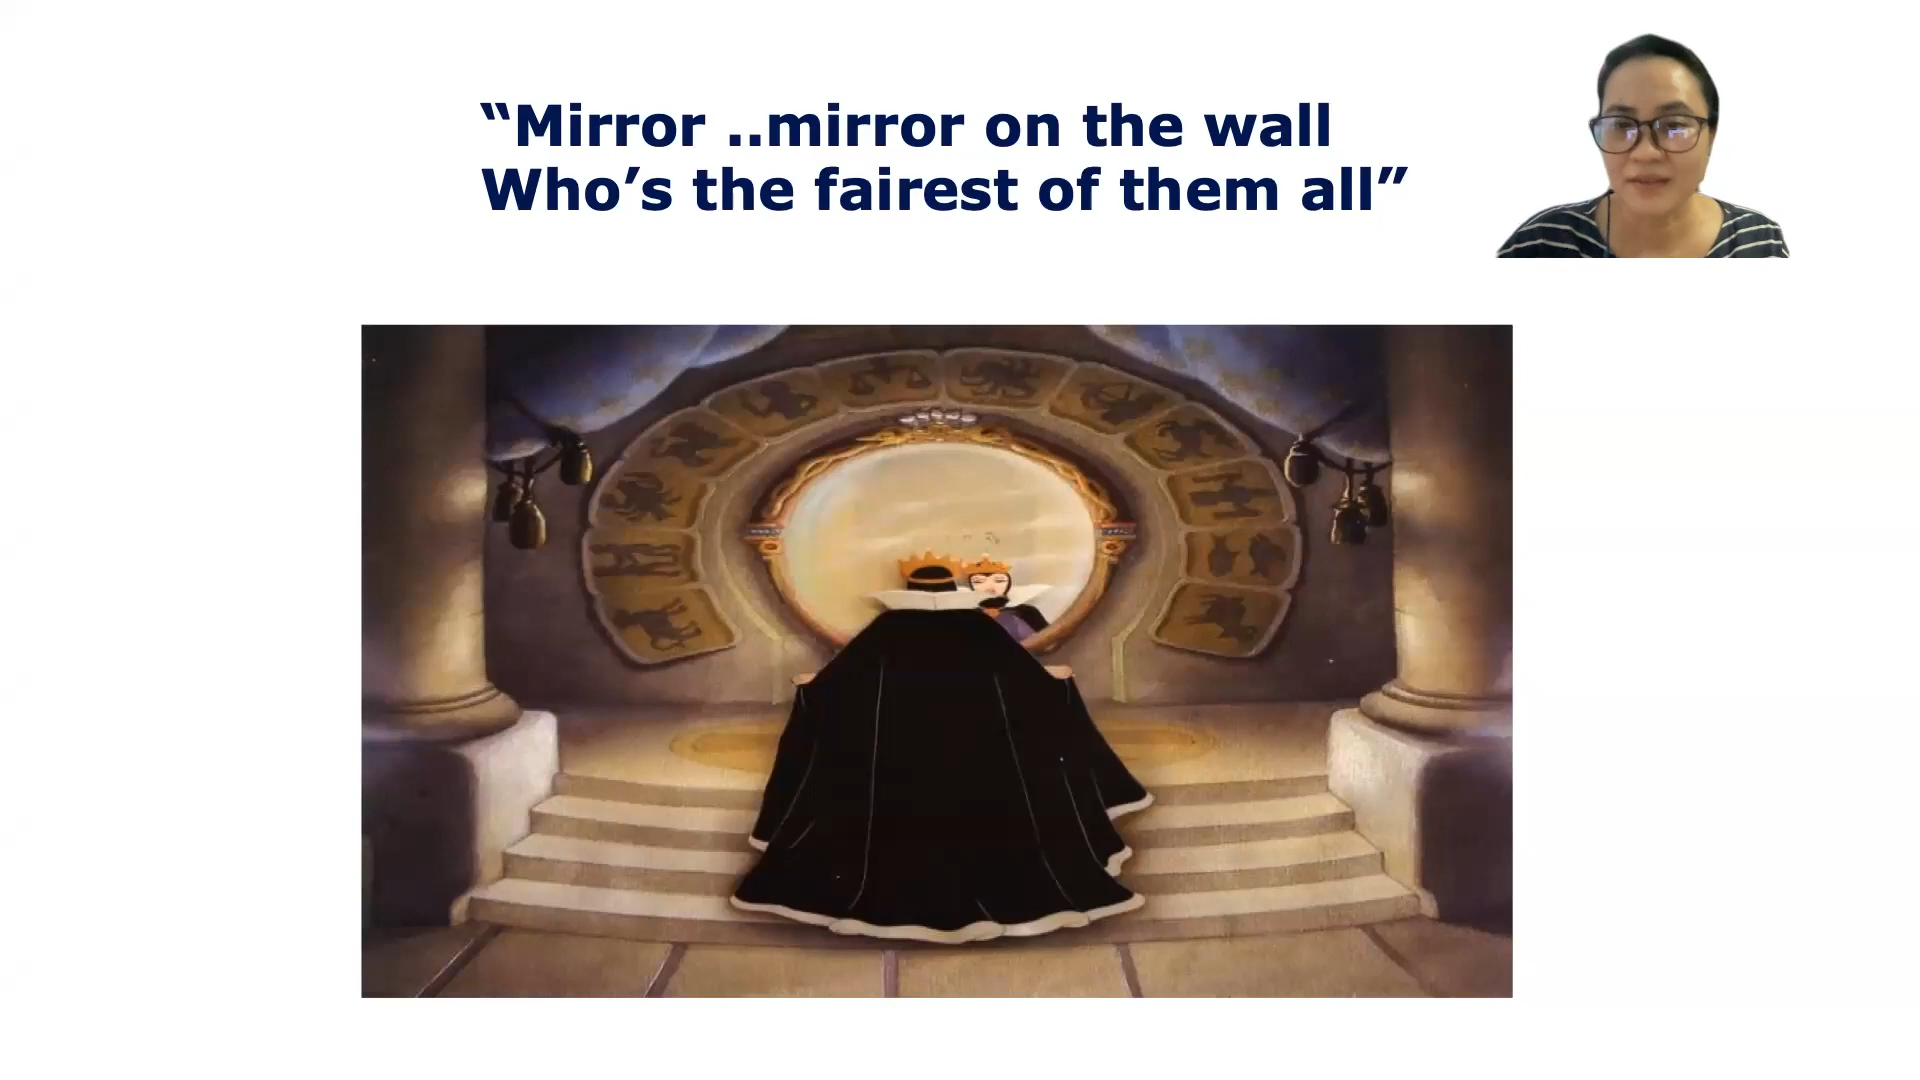 “Mirror ..mirror on the wall
Who’s the fairest of them all”